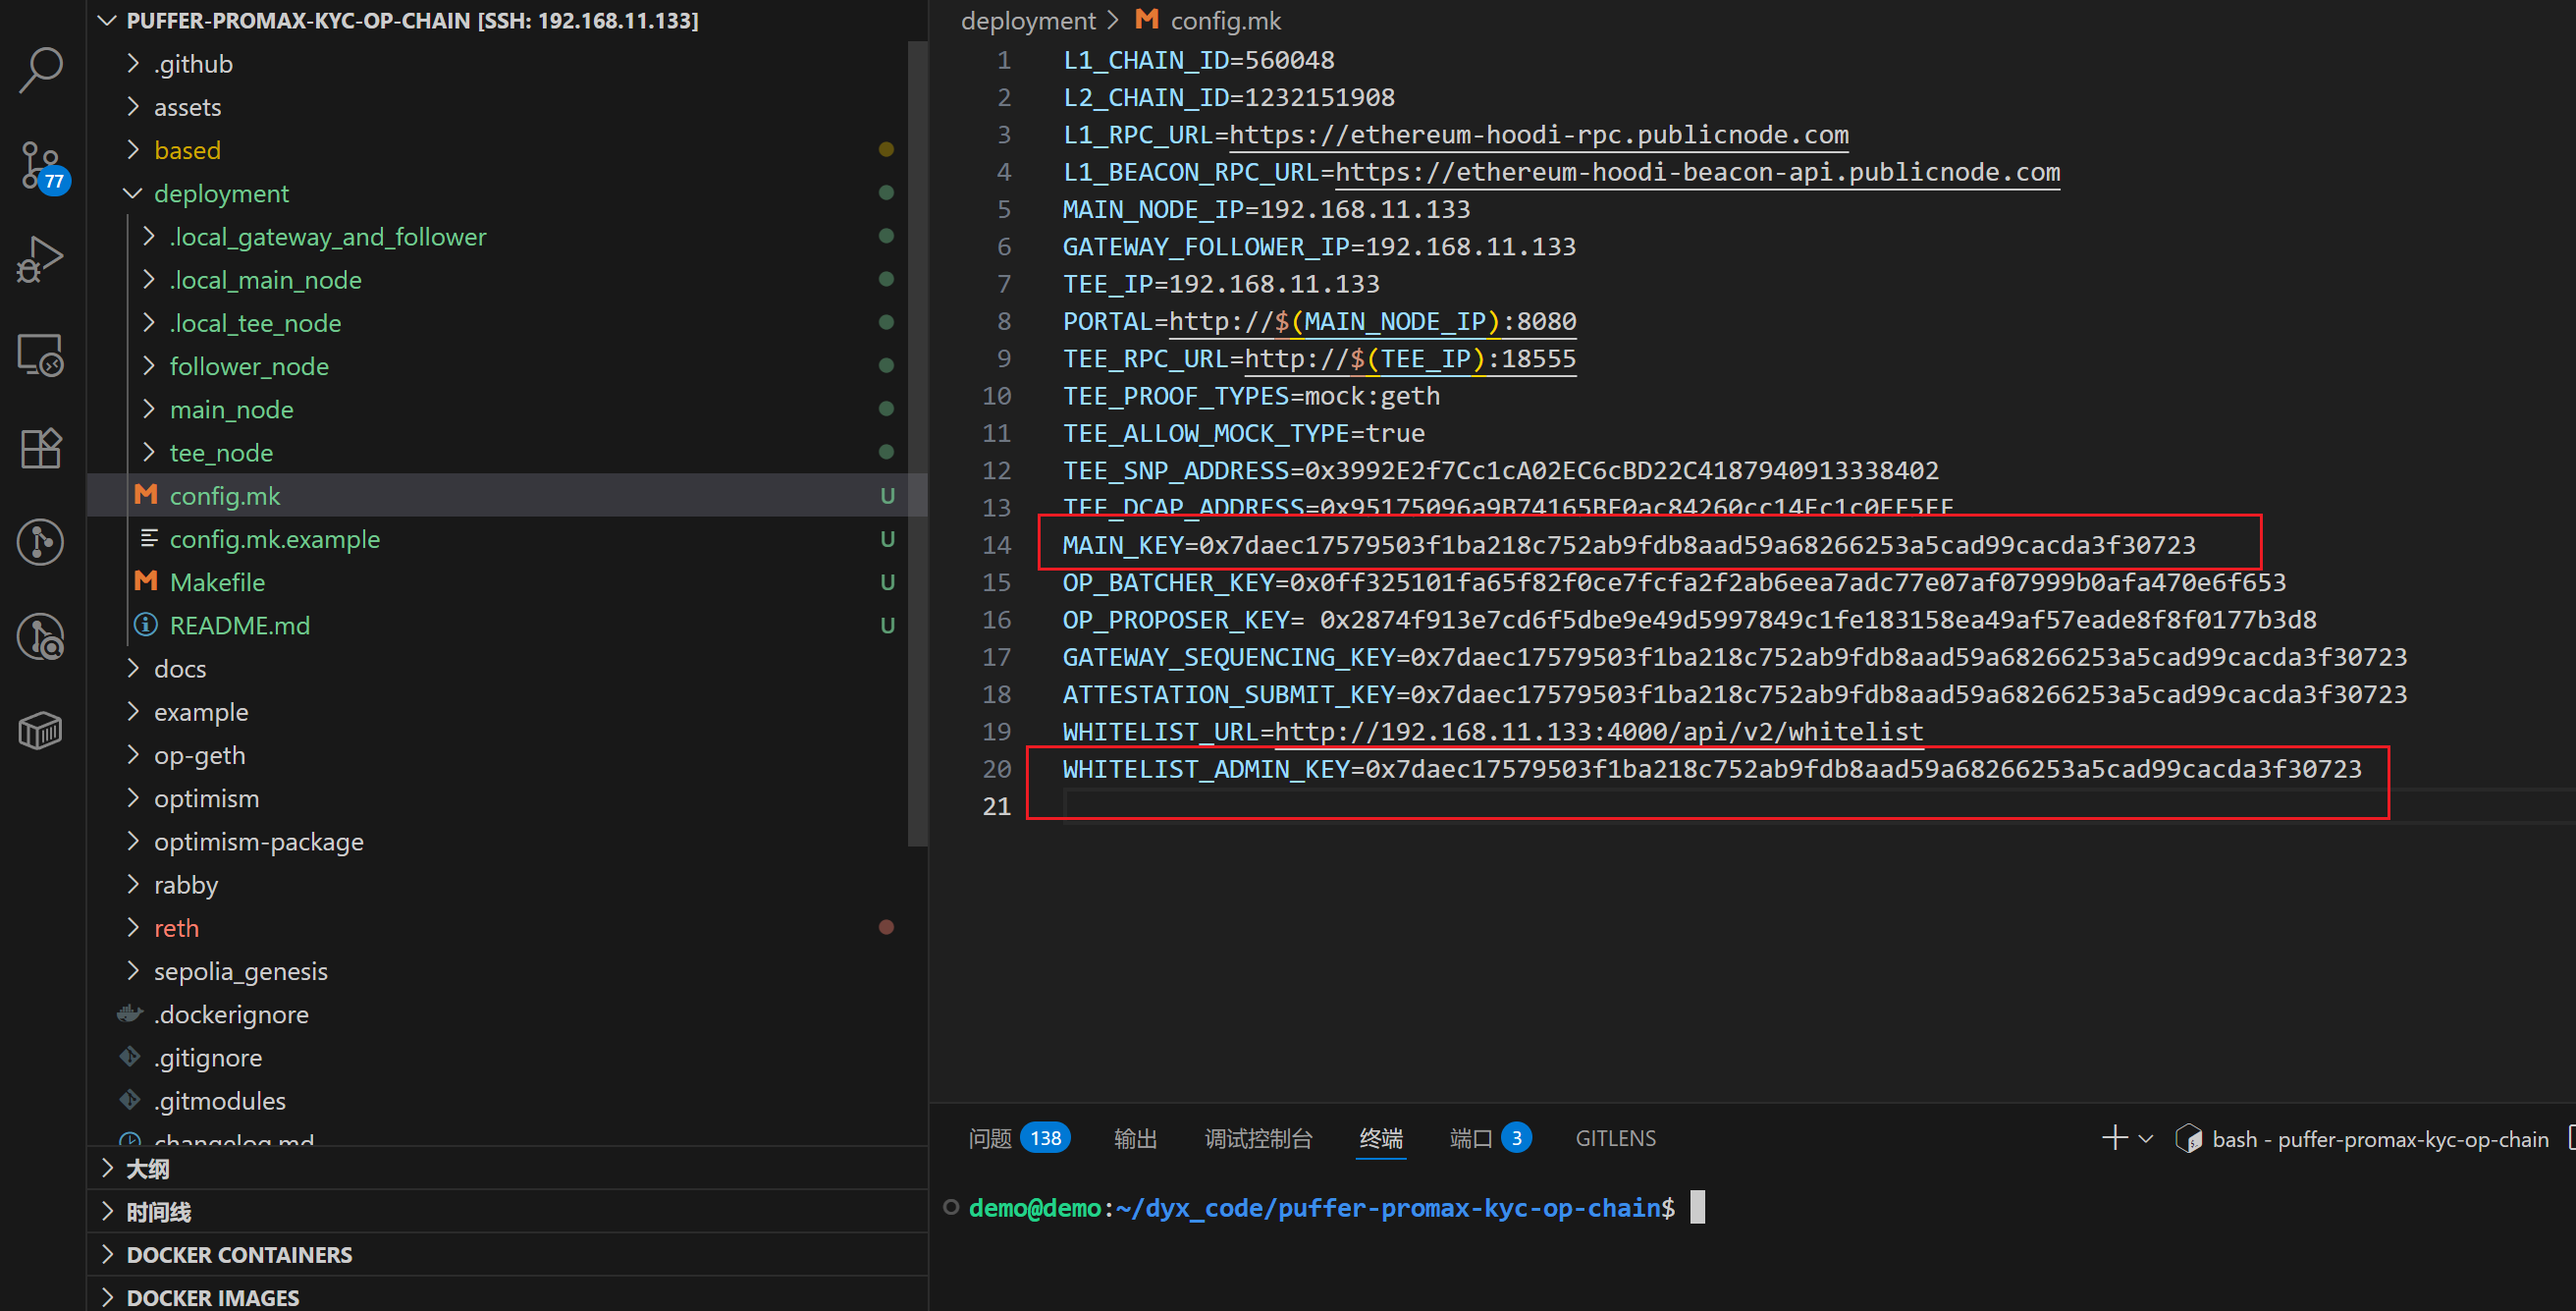 PUFFER-PROMAX-KYC-OP-CHAIN [SSH: 192.168.11.133]
.github
assets
based
deployment
.local_gateway_and_follower
.local_main_node
.local_tee_node
follower_node
main_node
tee_node
config.mk U
config.mk.example U
Makefile U
README.md U
docs
example
op-geth
optimism
optimism-package
rabby
reth
sepolia_genesis
.dockerignore
.gitignore
.gitmodules
changelog.md
大纲
时间线
DOCKER CONTAINERS
DOCKER IMAGES
77
deployment > config.mk
1 L1_CHAIN_ID=560048
2 L2_CHAIN_ID=1232151908
3 L1_RPC_URL=https://ethereum-hoodi-rpc.publicnode.com
4 L1_BEACON_RPC_URL=https://ethereum-hoodi-beacon-api.publicnode.com
5 MAIN_NODE_IP=192.168.11.133
6 GATEWAY_FOLLOWER_IP=192.168.11.133
7 TEE_IP=192.168.11.133
8 PORTAL=http://$(MAIN_NODE_IP):8080
9 TEE_RPC_URL=http://$(TEE_IP):18555
10 TEE_PROOF_TYPES=mock:geth
11 TEE_ALLOW_MOCK_TYPE=true
12 TEE_SNP_ADDRESS=0x3992E2f7Cc1cA02EC6cBD22C4187940913338402
13 TEE_DCAP_ADDRESS=
14 MAIN_KEY=0x7daec17579503f1ba218c752ab9fdb8aad59a68266253a5cad99cacda3f30723
15 OP_BATCHER_KEY=0x0ff325101fa65f82f0ce7fcfa2f2ab6eea7adc77e07af07999b0afa470e6f653
16 OP_PROPOSER_KEY= 0x2874f913e7cd6f5dbe9e49d5997849c1fe183158ea49af57eade8f8f0177b3d8
17 GATEWAY_SEQUENCING_KEY=0x7daec17579503f1ba218c752ab9fdb8aad59a68266253a5cad99cacda3f30723
18 ATTESTATION_SUBMIT_KEY=0x7daec17579503f1ba218c752ab9fdb8aad59a68266253a5cad99cacda3f30723
19 WHITELIST_URL=http://192.168.11.133:4000/api/v2/whitelist
20 WHITELIST_ADMIN_KEY=0x7daec17579503f1ba218c752ab9fdb8aad59a68266253a5cad99cacda3f30723
21
问题 138 输出 调试控制台 终端 端口 3 GITLENS
bash - puffer-promax-kyc-op-chain
demo@demo:~/dyx_code/puffer-promax-kyc-op-chain$